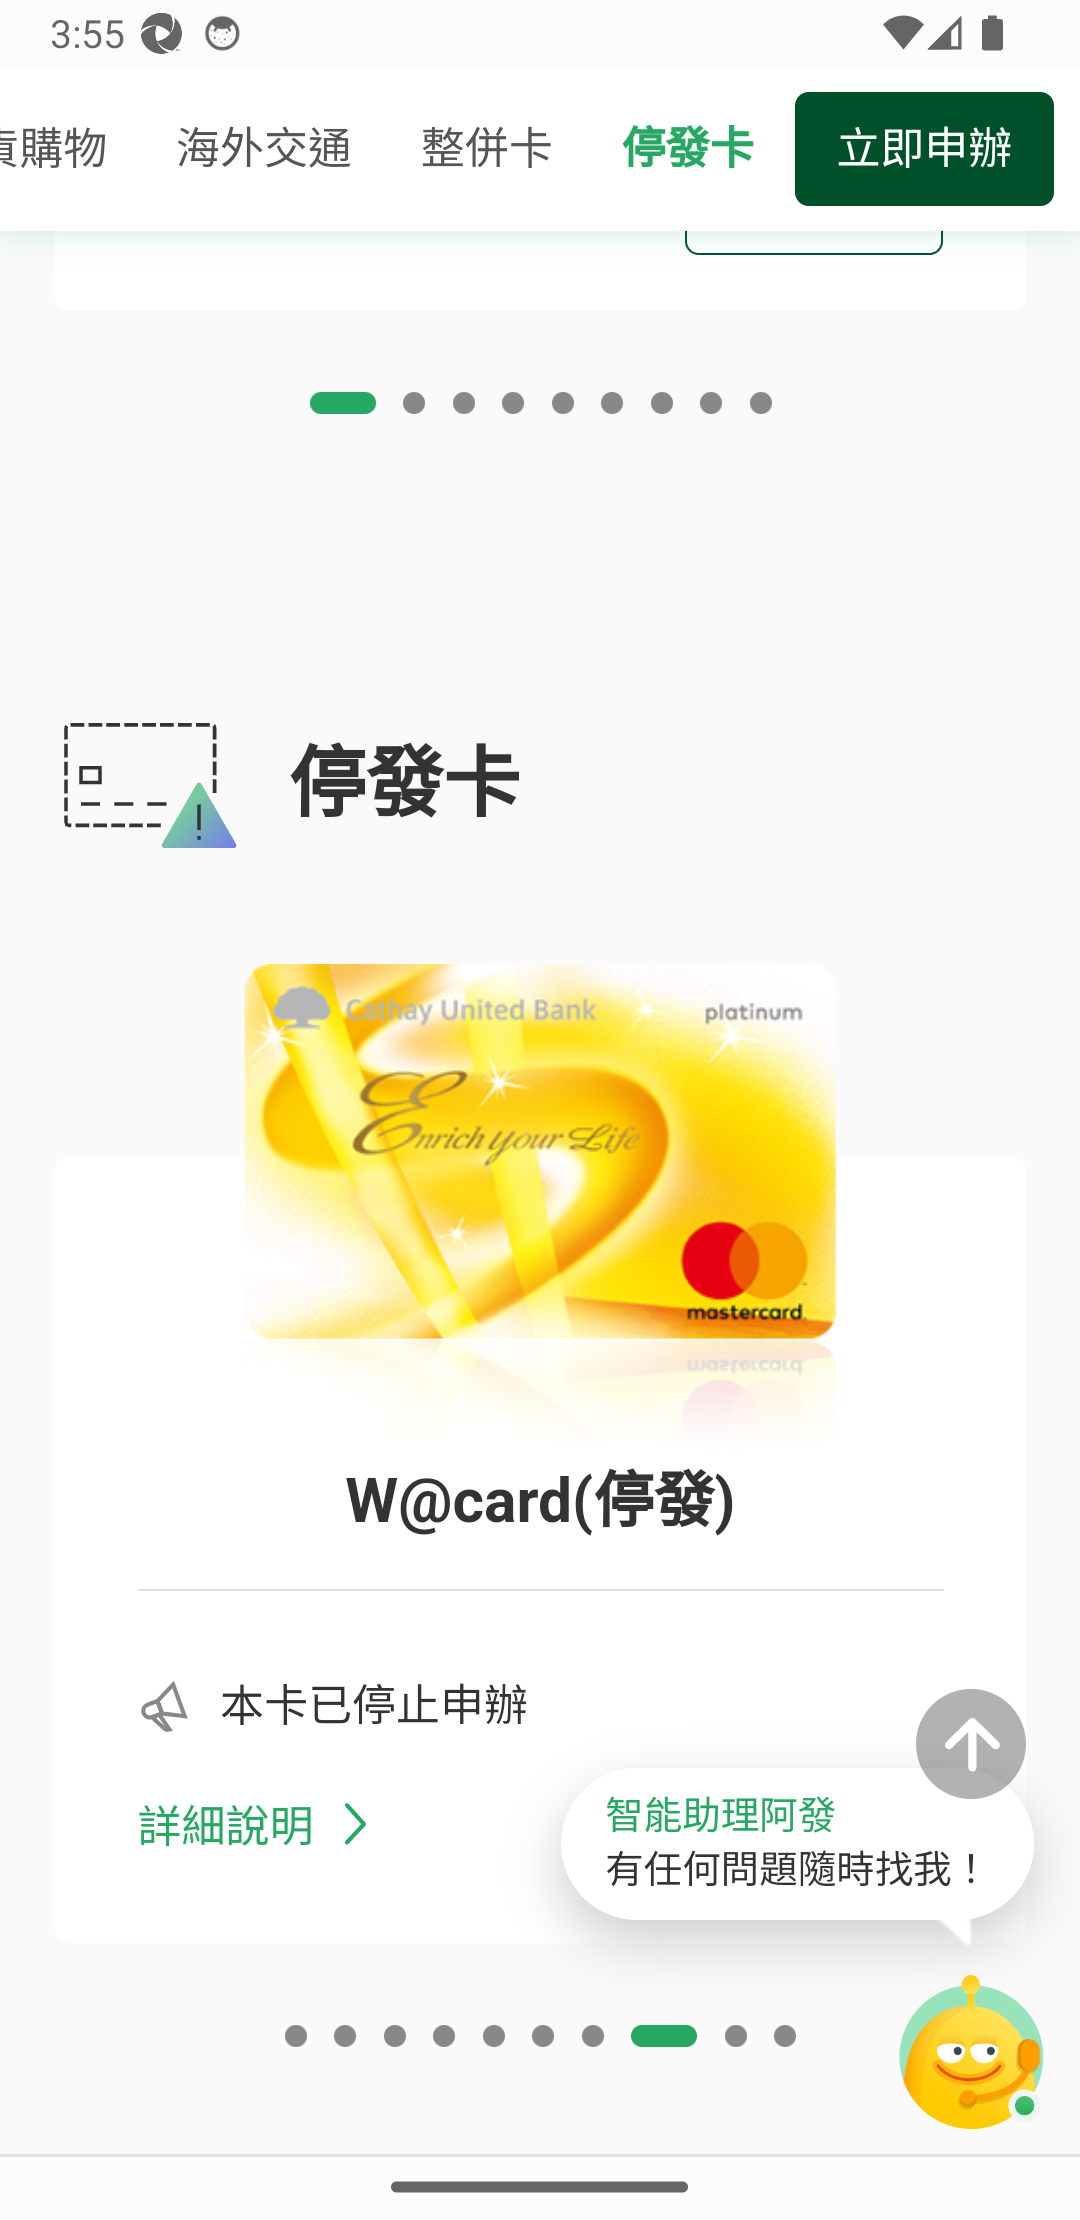 3:55
責購物 海外交通 整併卡 停發卡 立即申辦
停發卡
Cathay United Bank platinum
Enrich your Life
mastercard.
W@card(停發)
本卡已停止申辦
詳細說明
智能助理阿發
有任何問題隨時找我！